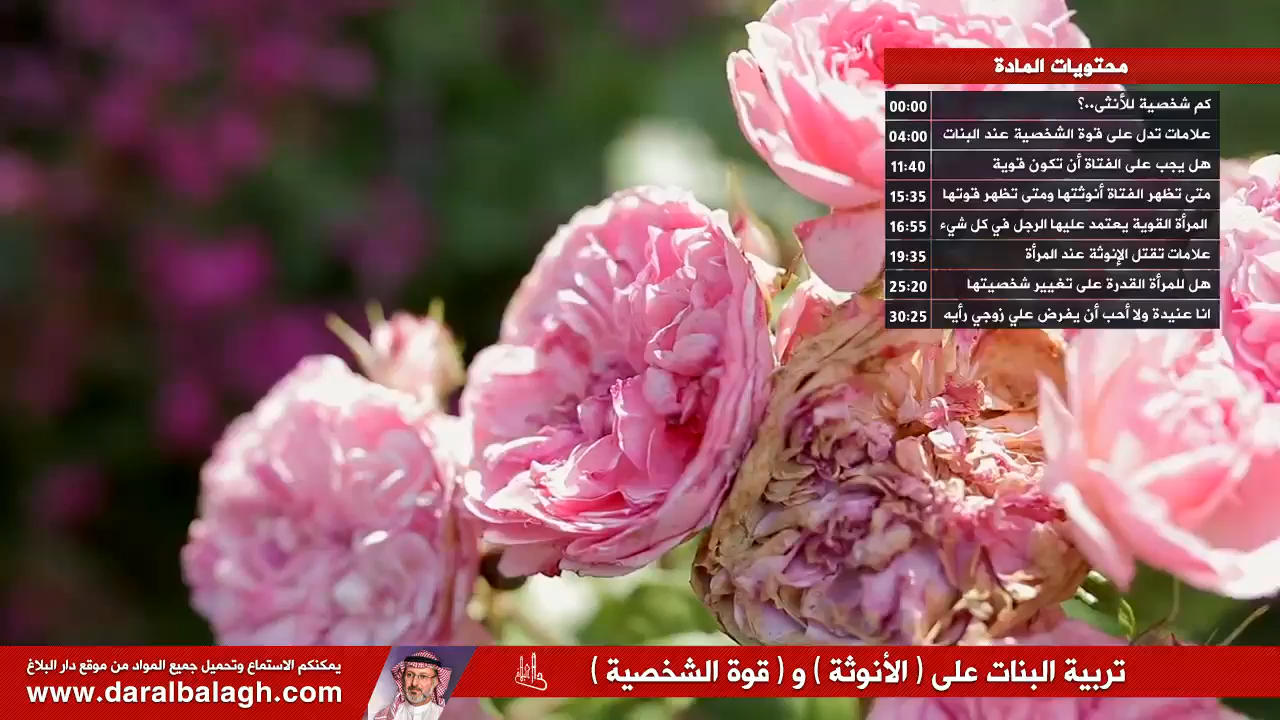 محتويات المادة
كم شخصية للأنثى..؟ 00:00
علامات تدل على قوة الشخصية عند البنات 04:00
هل يجب على الفتاة أن تكون قوية 11:40
متى تظهر الفتاة أنوثتها ومتى تظهر قوتها 15:35
المرأة القوية يعتمد عليها الرجل في كل شيء 16:55
علامات تقتل الإنوثة عند المرأة 19:35
هل للمرأة القدرة على تغيير شخصيتها 25:20
انا عنيدة ولا أحب أن يفرض علي زوجي رأيه 30:25
تربية البنات على ( الأنوثة ) و ( قوة الشخصية )
يمكنكم الاستماع وتحميل جميع المواد من موقع دار البلاغ
www.daralbalagh.com